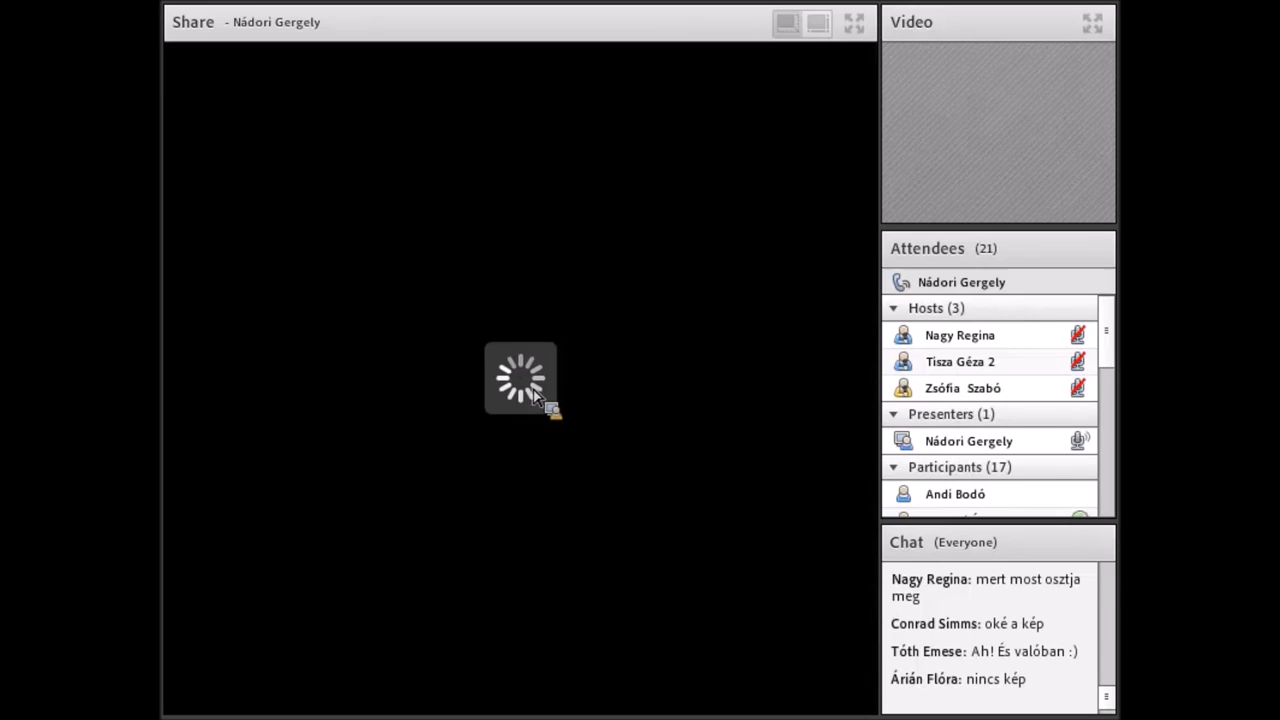 Share - Nádori Gergely
Video
Attendees (21)
Nádori Gergely
Hosts (3)
Nagy Regina
Tisza Géza 2
Zsófia Szabó
Presenters (1)
Nádori Gergely
Participants (17)
Andi Bodó
Chat (Everyone)
Nagy Regina: mert most osztja
meg
Conrad Simms: oké a kép
Tóth Emese: Ah! És valóban :)
Árián Flóra: nincs kép